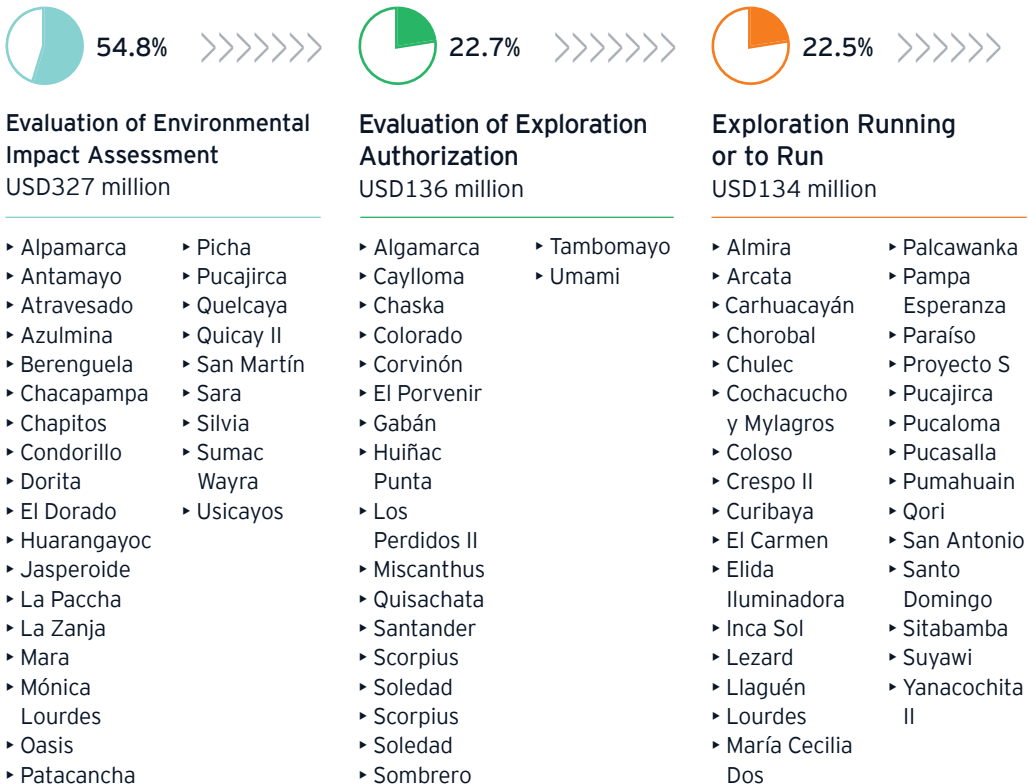 54.8%
Evaluation of Environmental
Impact Assessment
USD327 million
▸ Alpamarca
▸ Antamayo
▸ Atravesado
▸ Azulmina
▸ Berenguela
▸ Chacapampa
▸ Chapitos
▸ Condorillo
▸ Dorita
▸ El Dorado
▸ Huarangayoc
▸ Jasperoide
▸ La Paccha
▸ La Zanja
▸ Mara
▸ Mónica
Lourdes
▸ Oasis
▸ Patacancha
▸ Picha
▸ Pucajirca
▸ Quelcaya
▸ Quicay II
▸ San Martín
▸ Sara
▸ Silvia
▸ Sumac
Wayra
▸ Usicayos
22.7%
Evaluation of Exploration
Authorization
USD136 million
▸ Algamarca
▸ Caylloma
▸ Chaska
▸ Colorado
▸ Corvinón
▸ El Porvenir
▸ Gabán
▸ Huiñac
Punta
▸ Los
Perdidos II
▸ Miscanthus
▸ Quisachata
▸ Santander
▸ Scorpius
▸ Soledad
▸ Scorpius
▸ Soledad
▸ Sombrero
▸ Tambomayo
▸ Umami
22.5%
Exploration Running
or to Run
USD134 million
▸ Almira
▸ Arcata
▸ Carhuacayán
▸ Chorobal
▸ Chulec
▸ Cochacucho
y Mylagros
▸ Coloso
▸ Crespo II
▸ Curibaya
▸ El Carmen
▸ Elida
Iluminadora
▸ Inca Sol
▸ Lezard
▸ Llaguén
▸ Lourdes
▸ María Cecilia
Dos
▸ Palcawanka
▸ Pampa
Esperanza
▸ Paraíso
▸ Proyecto S
▸ Pucajirca
▸ Pucaloma
▸ Pucasalla
▸ Pumahuain
▸ Qori
▸ San Antonio
▸ Santo
Domingo
▸ Sitabamba
▸ Suyawi
▸ Yanacochita
II